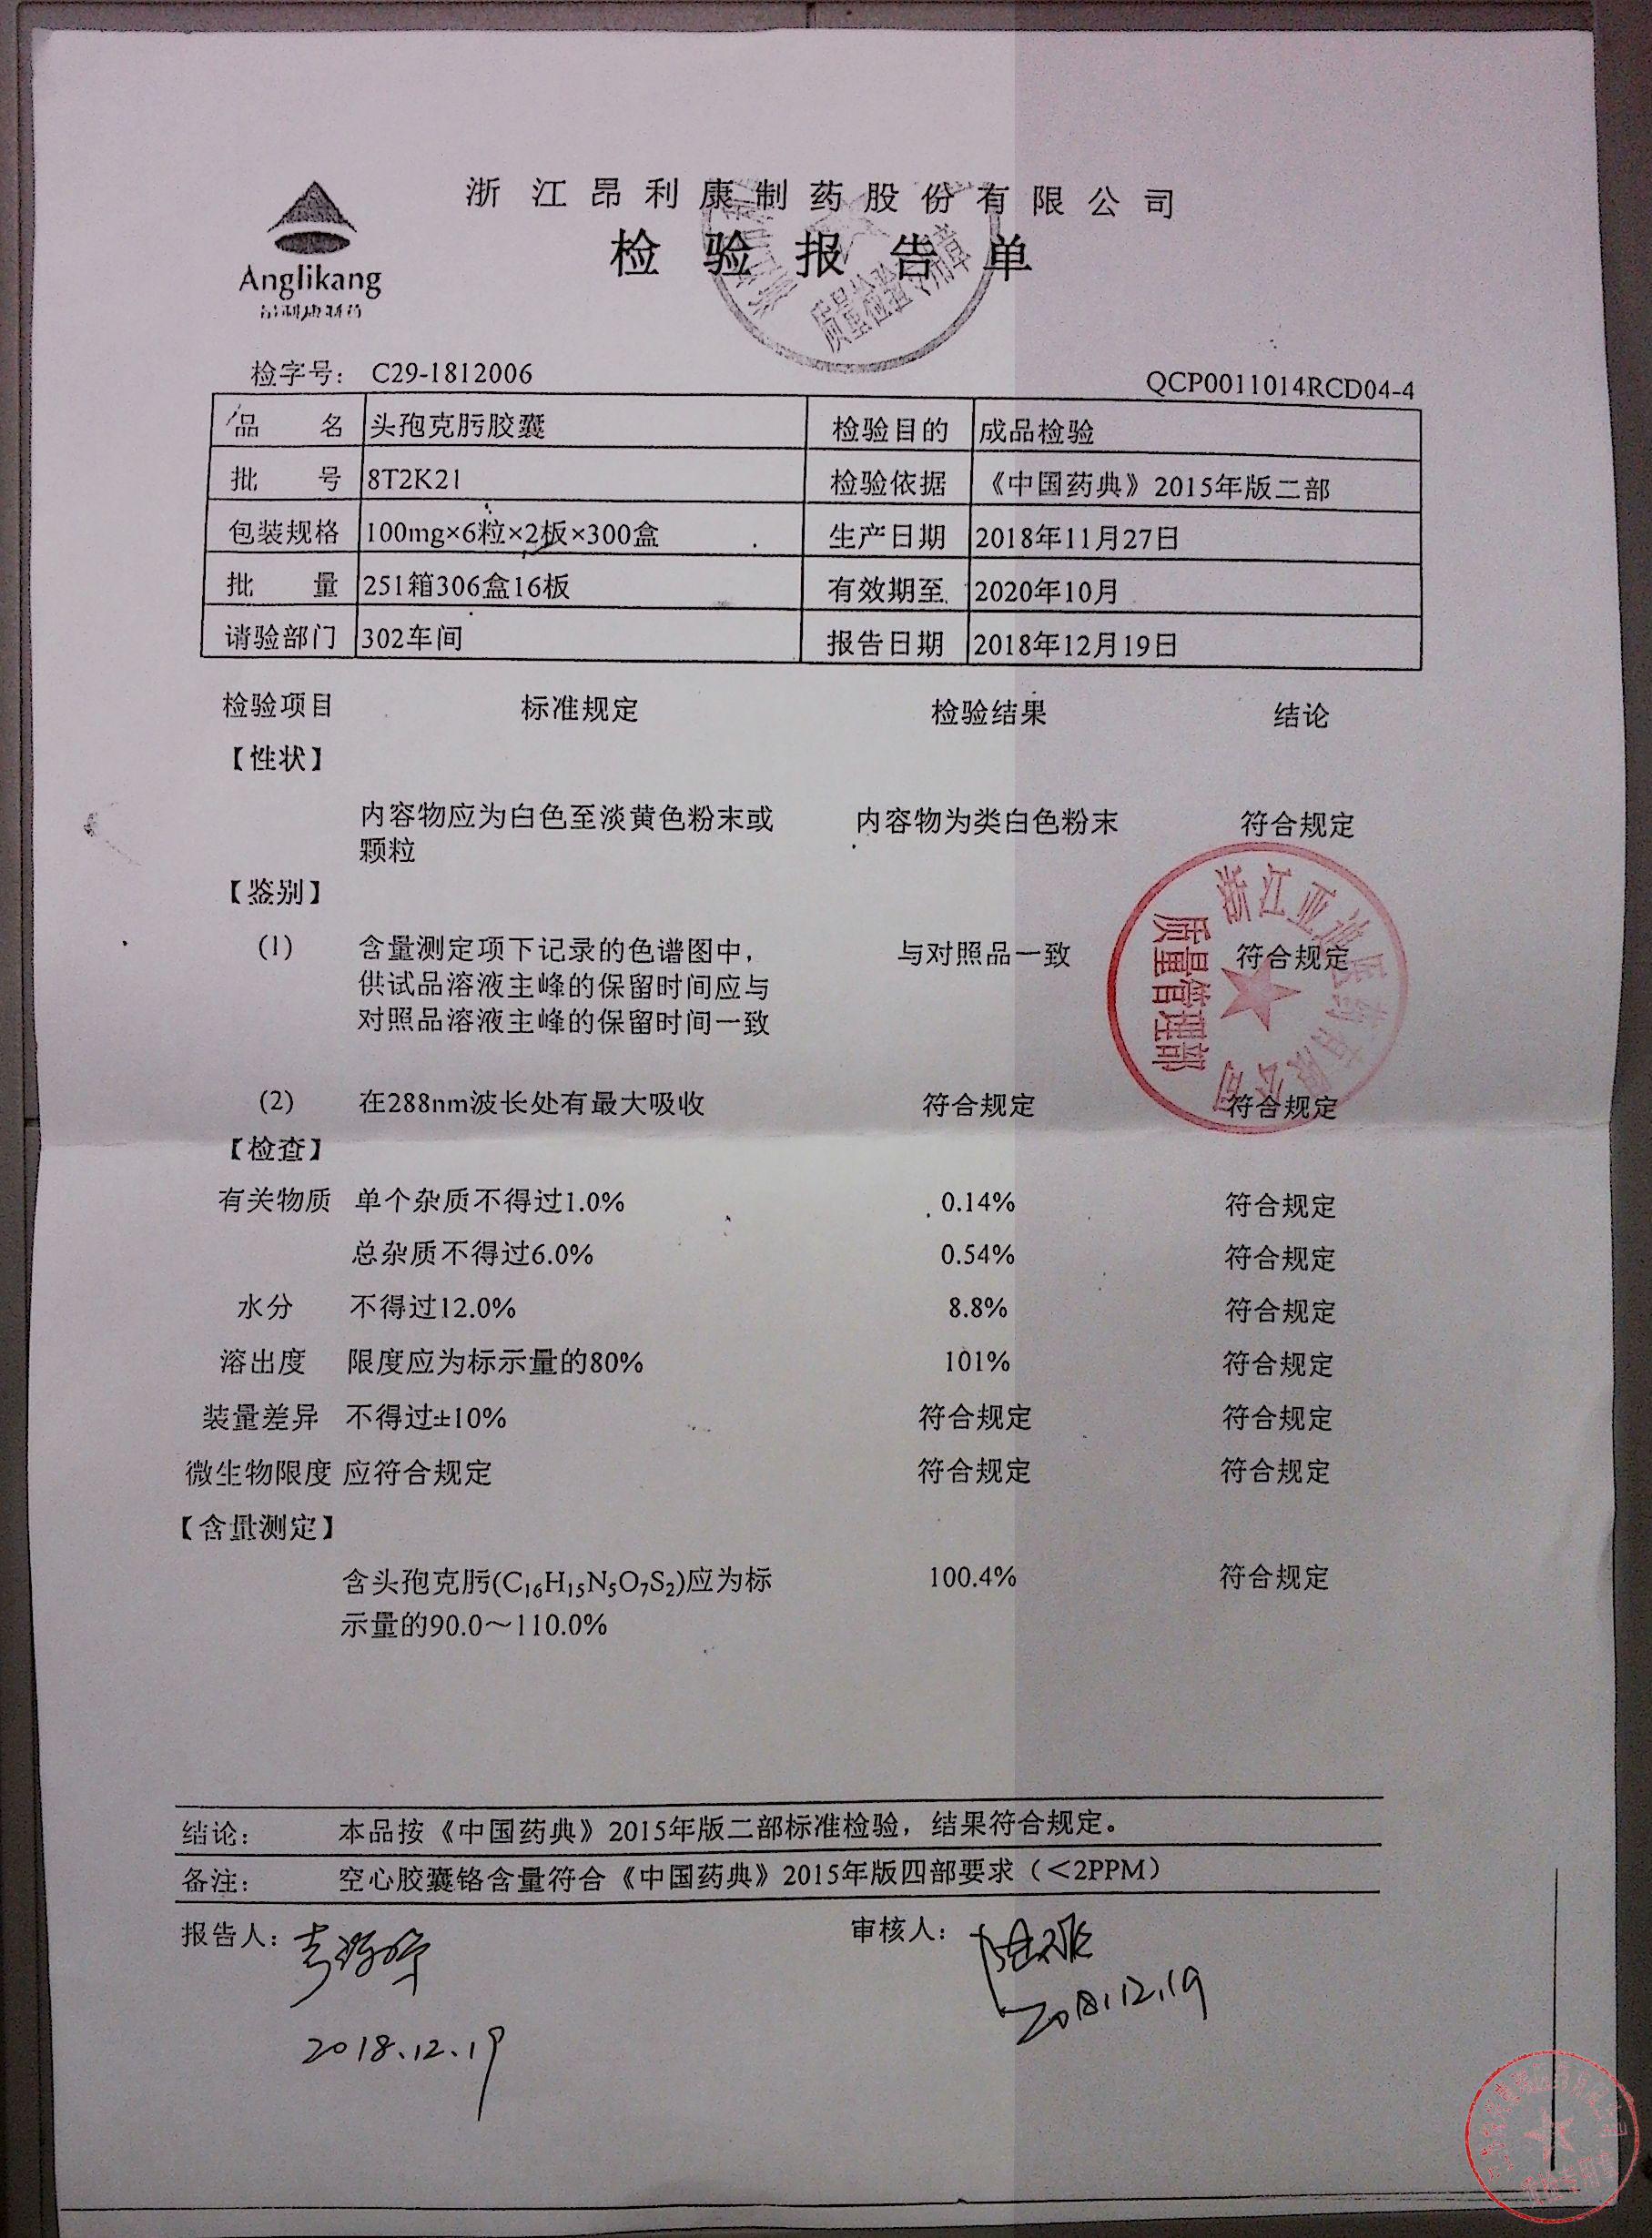 浙江昂利康制药股份有限公司
检验报告单
Anglikang
昂利康制药
质量检验专用章
检字号： C29-1812006
QCP0011014RCD04-4
品 名 头孢克肟胶囊 检验目的 成品检验
批 号 8T2K21 检验依据 《中国药典》2015年版二部
包装规格 100mg×6粒×2板×300盒 生产日期 2018年11月27日
批 量 251箱306盒16板 有效期至 2020年10月
请验部门 302车间 报告日期 2018年12月19日
检验项目 标准规定 检验结果 结论
【性状】
内容物应为白色至淡黄色粉末或 内容物为类白色粉末 符合规定
颗粒
【鉴别】
(1) 含量测定项下记录的色谱图中， 与对照品一致 符合规定
供试品溶液主峰的保留时间应与
对照品溶液主峰的保留时间一致
质量管理部
(2) 在288nm波长处有最大吸收 符合规定 符合规定
【检查】
有关物质 单个杂质不得过1.0% 0.14% 符合规定
总杂质不得过6.0% 0.54% 符合规定
水分 不得过12.0% 8.8% 符合规定
溶出度 限度应为标示量的80% 101% 符合规定
装量差异 不得过±10% 符合规定 符合规定
微生物限度 应符合规定 符合规定 符合规定
【含量测定】
含头孢克肟(C₁₆H₁₅N₅O₇S₂)应为标 100.4% 符合规定
示量的90.0～110.0%
结论： 本品按《中国药典》2015年版二部标准检验，结果符合规定。
备注： 空心胶囊铬含量符合《中国药典》2015年版四部要求（＜2PPM）
报告人： 审核人：
2018.12.19 2018.12.19